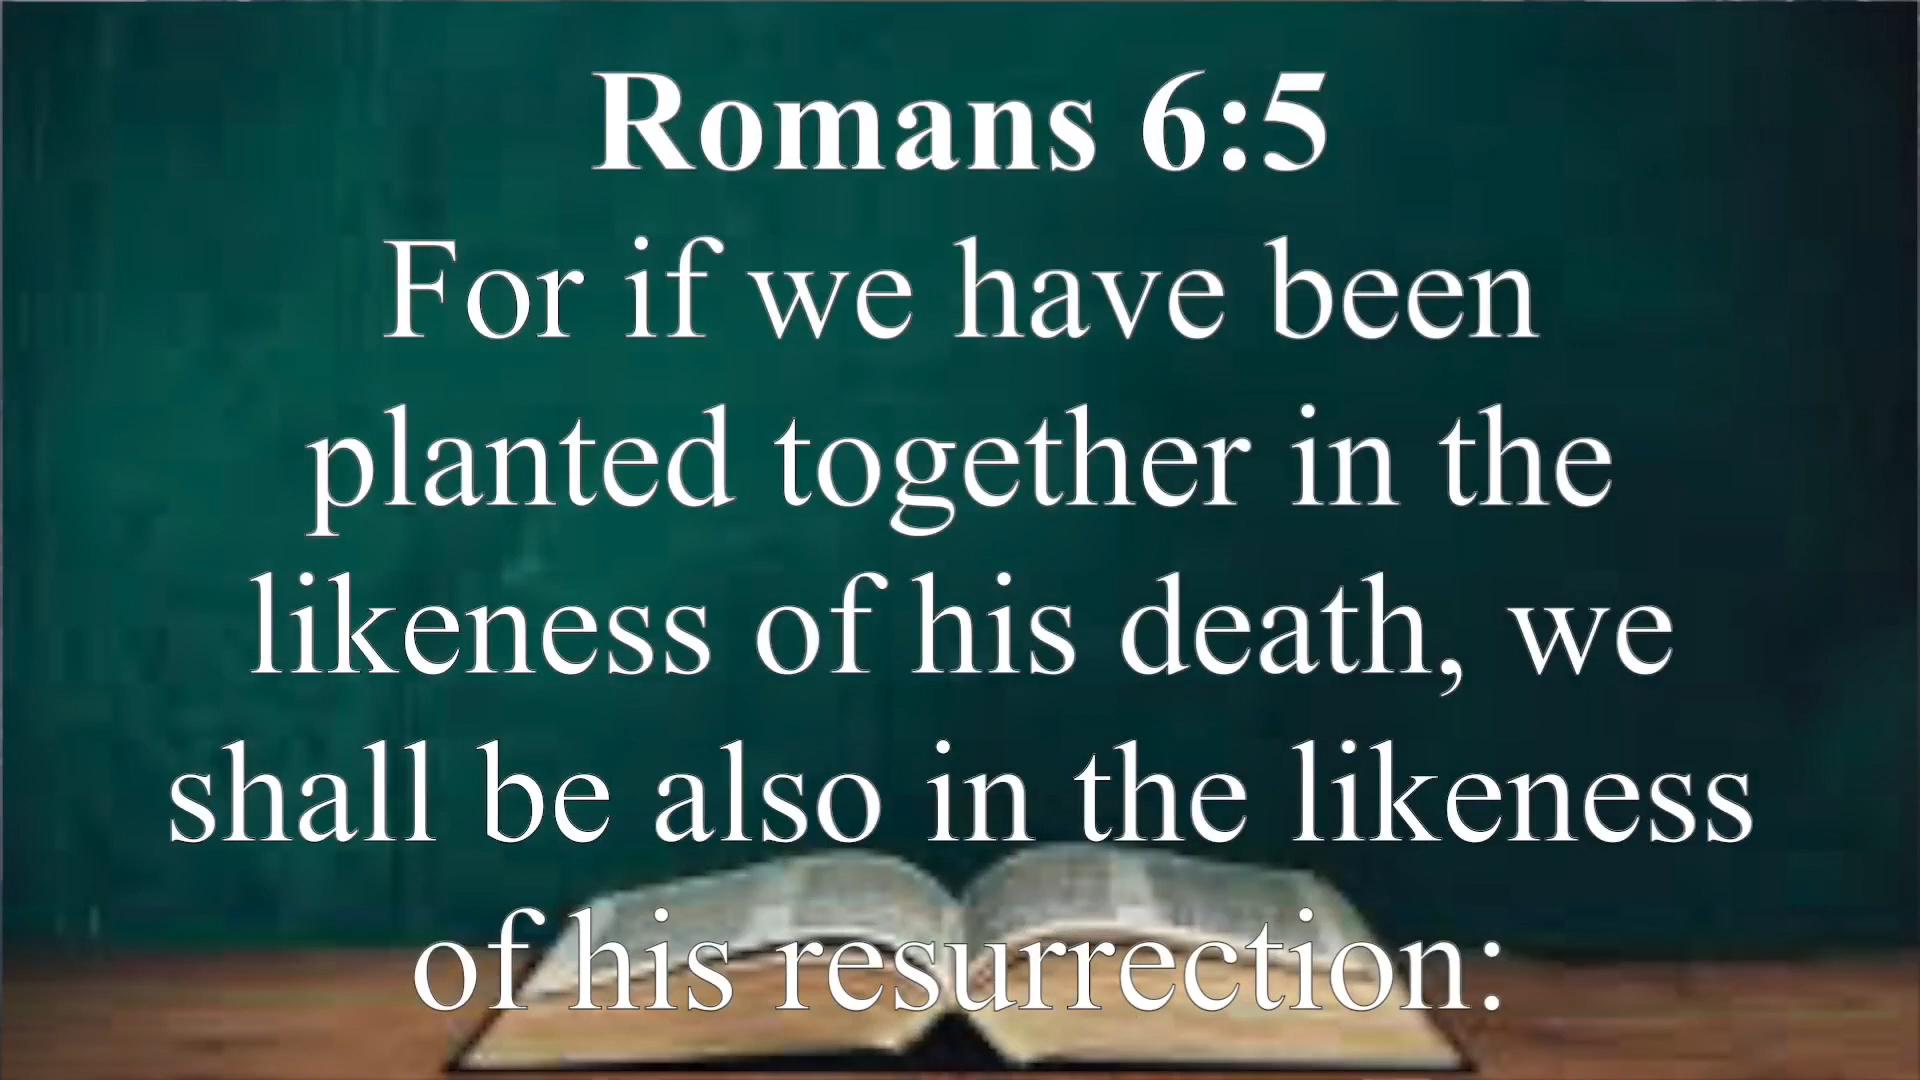 Romans 6:5
For if we have been
planted together in the
likeness of his death, we
shall be also in the likeness
of his resurrection: